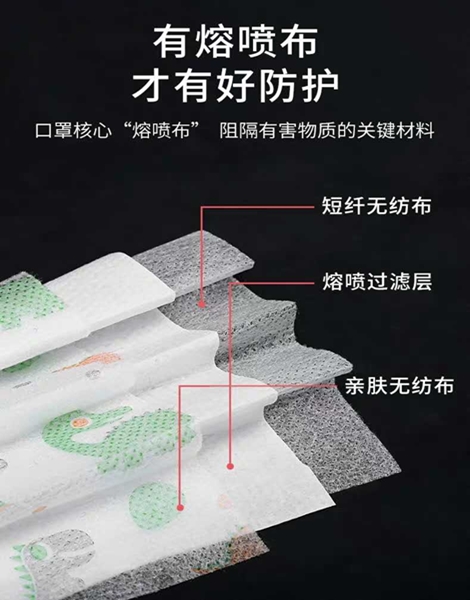 有熔喷布
才有好防护
口罩核心“熔喷布” 阻隔有害物质的关键材料
短纤无纺布
熔喷过滤层
亲肤无纺布